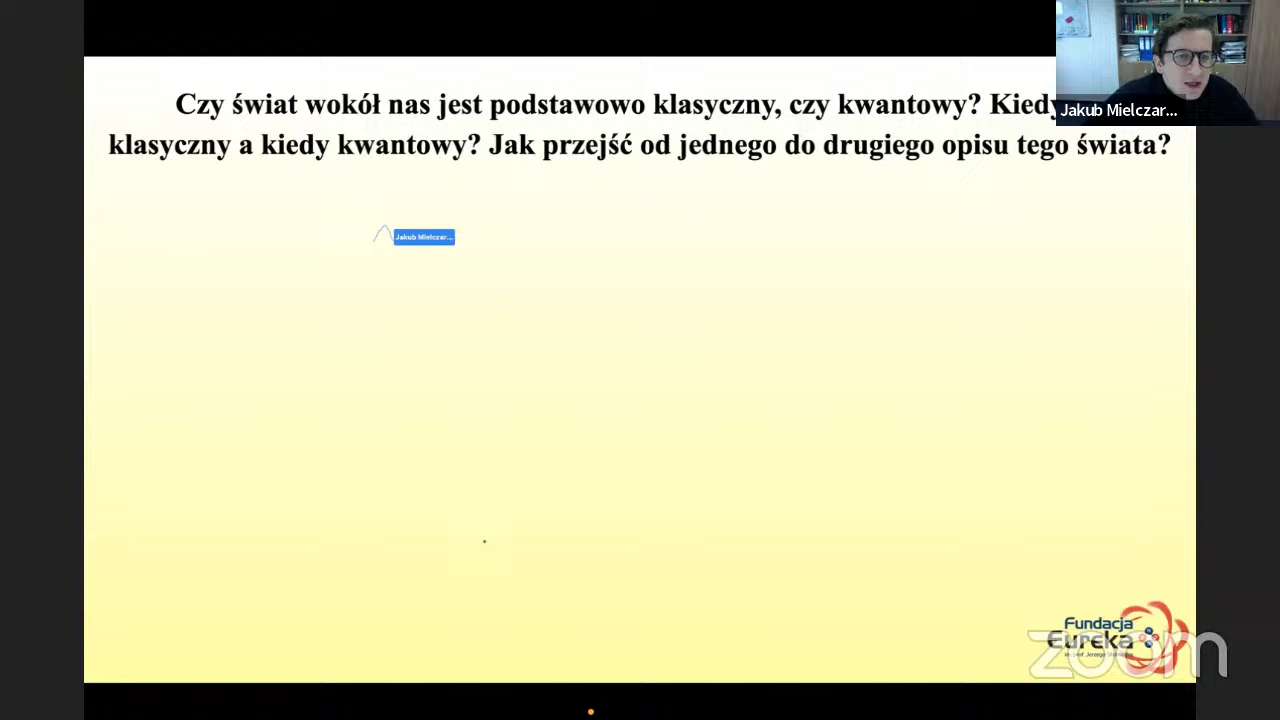 Czy świat wokół nas jest podstawowo klasyczny, czy kwantowy? Kiedy
klasyczny a kiedy kwantowy? Jak przejść od jednego do drugiego opisu tego świata?
Jakub Mielczar...
Jakub Mielczar...
Fundacja
Eureka
zoom